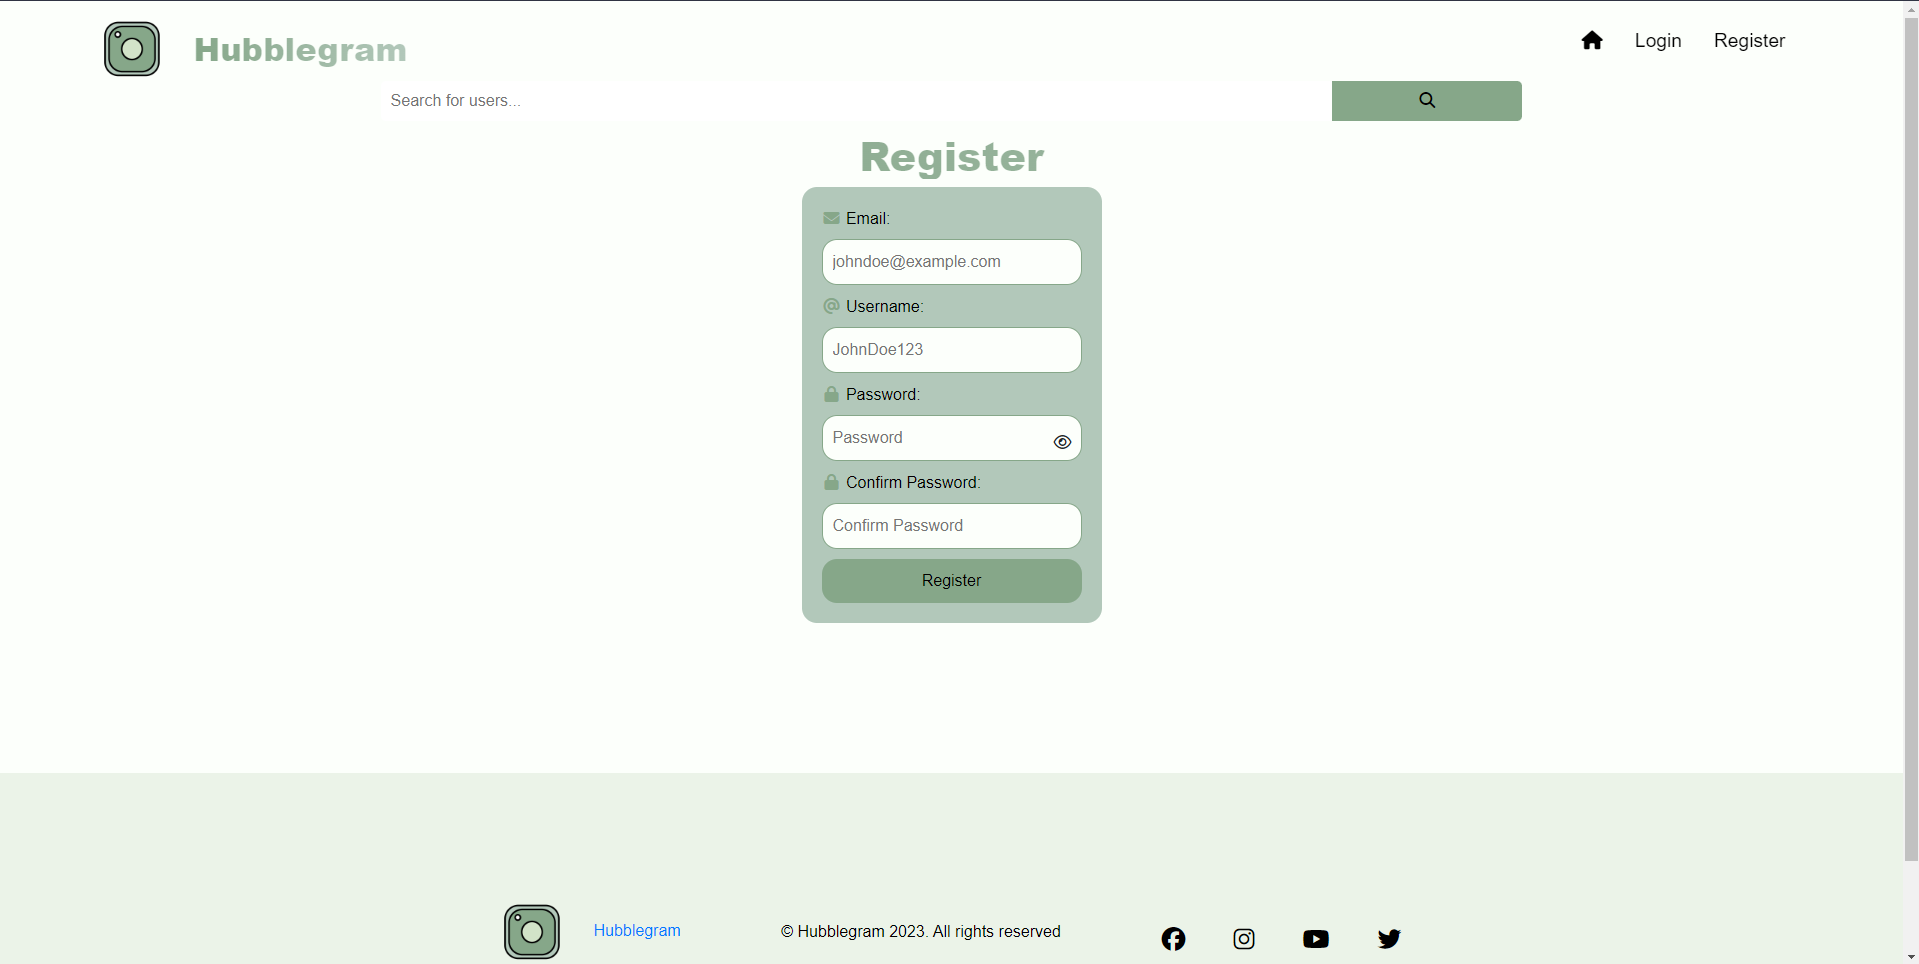 Hubblegram
Login
Register
Search for users...
Register
Email:
johndoe@example.com
Username:
JohnDoe123
Password:
Password
Confirm Password:
Confirm Password
Register
Hubblegram
© Hubblegram 2023. All rights reserved